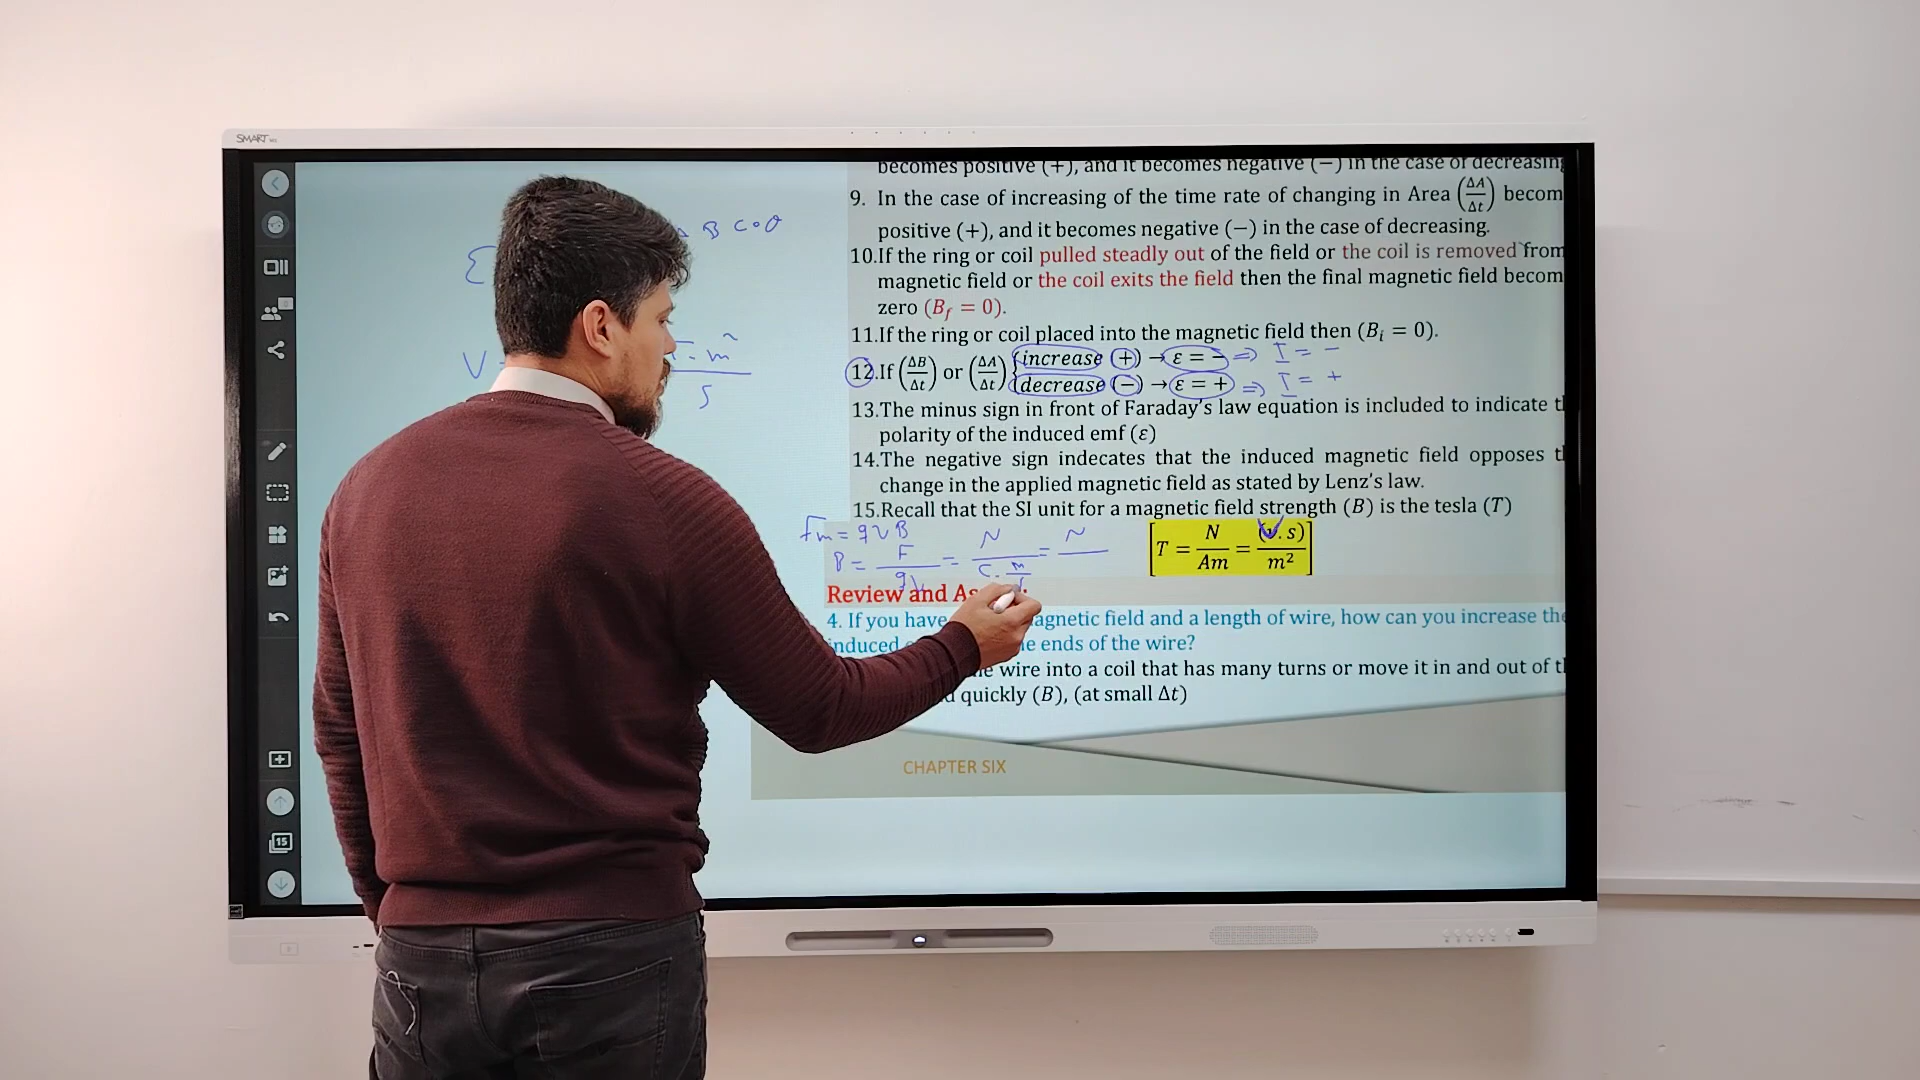 SMART
becomes positive (+), and it becomes negative (−) in the case of decreasing
9. In the case of increasing of the time rate of changing in Area (ΔA/Δt) becom
positive (+), and it becomes negative (−) in the case of decreasing.
10.If the ring or coil pulled steadily out of the field or the coil is removed from
magnetic field or the coil exits the field then the final magnetic field becom
zero (B_f = 0).
11.If the ring or coil placed into the magnetic field then (B_i = 0).
12.If (ΔB/Δt) or (ΔA/Δt) {increase (+) → ε = − ⇒ I = −
{decrease (−) → ε = + ⇒ I = +
13.The minus sign in front of Faraday's law equation is included to indicate t
polarity of the induced emf (ε)
14.The negative sign indecates that the induced magnetic field opposes t
change in the applied magnetic field as stated by Lenz's law.
15.Recall that the SI unit for a magnetic field strength (B) is the tesla (T)
[T = N/Am = (v.s)/m²]
Fm = qvB
B = F/qv = N/(C. m/s) = N
Review and As
4. If you have agnetic field and a length of wire, how can you increase the
induced e ends of the wire?
wire into a coil that has many turns or move it in and out of t
quickly (B), (at small Δt)
CHAPTER SIX
B cosθ
V
m²
s
15